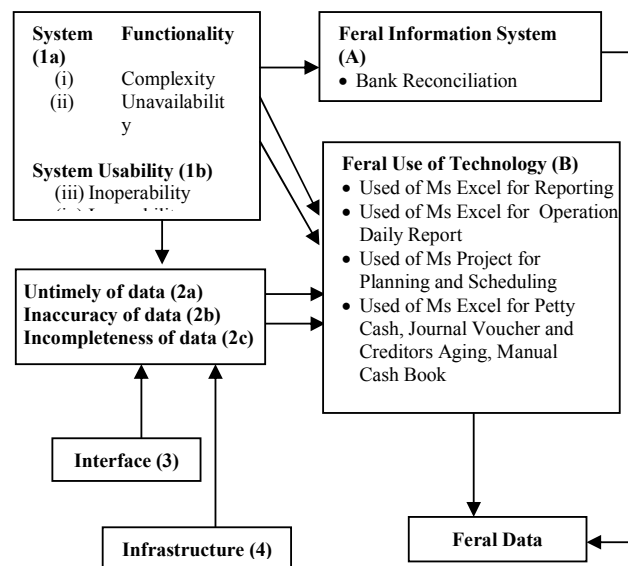 System Functionality
(1a)
(i) Complexity
(ii) Unavailabilit
y
System Usability (1b)
(iii) Inoperability
Feral Information System
(A)
• Bank Reconciliation
Feral Use of Technology (B)
• Used of Ms Excel for Reporting
• Used of Ms Excel for Operation
Daily Report
• Used of Ms Project for
Planning and Scheduling
• Used of Ms Excel for Petty
Cash, Journal Voucher and
Creditors Aging, Manual
Cash Book
Untimely of data (2a)
Inaccuracy of data (2b)
Incompleteness of data (2c)
Interface (3)
Infrastructure (4)
Feral Data